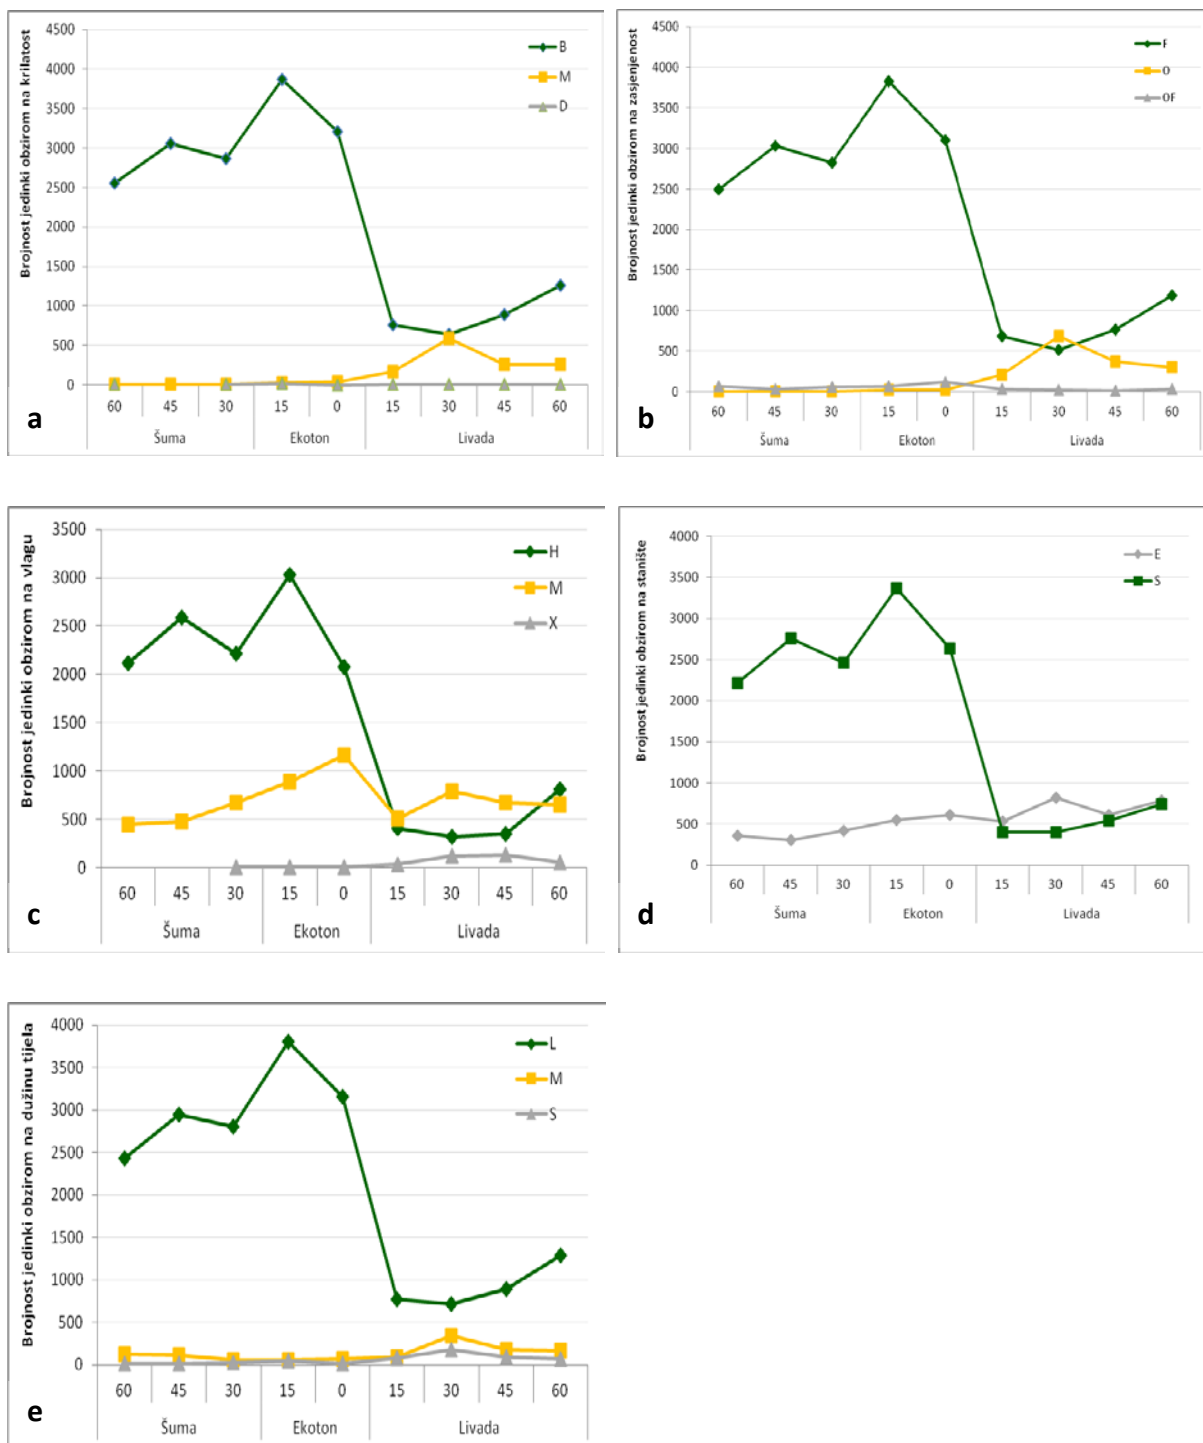 Brojnost jedinki obzirom na krilatost
4500
4000
3500
3000
2500
2000
1500
1000
500
0
B
M
D
60 45 30 15 0 15 30 45 60
Šuma Ekoton Livada
a
Brojnost jedinki obzirom na zasjenjenost
4500
4000
3500
3000
2500
2000
1500
1000
500
0
F
O
OF
60 45 30 15 0 15 30 45 60
Šuma Ekoton Livada
b
Brojnost jedinki obzirom na vlagu
3500
3000
2500
2000
1500
1000
500
0
H
M
X
60 45 30 15 0 15 30 45 60
Šuma Ekoton Livada
c
Brojnost jedinki obzirom na stanište
4000
3500
3000
2500
2000
1500
1000
500
0
E
S
60 45 30 15 0 15 30 45 60
Šuma Ekoton Livada
d
Brojnost jedinki obzirom na dužinu tijela
4000
3500
3000
2500
2000
1500
1000
500
0
L
M
S
60 45 30 15 0 15 30 45 60
Šuma Ekoton Livada
e